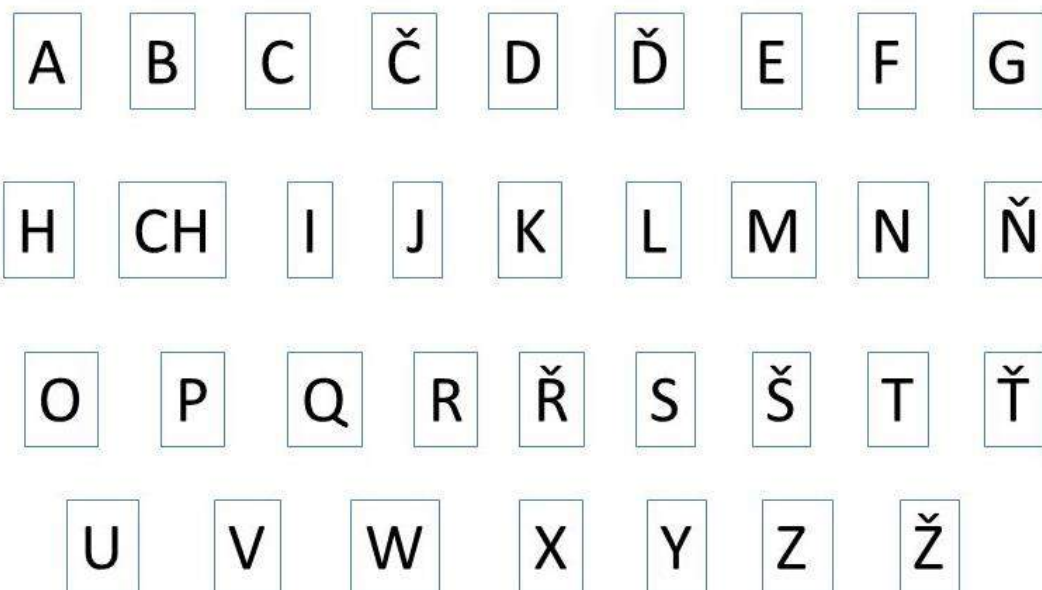 A B C Č D Ď E F G
H CH I J K L M N Ň
O P Q R Ř S Š T Ť
U V W X Y Z Ž